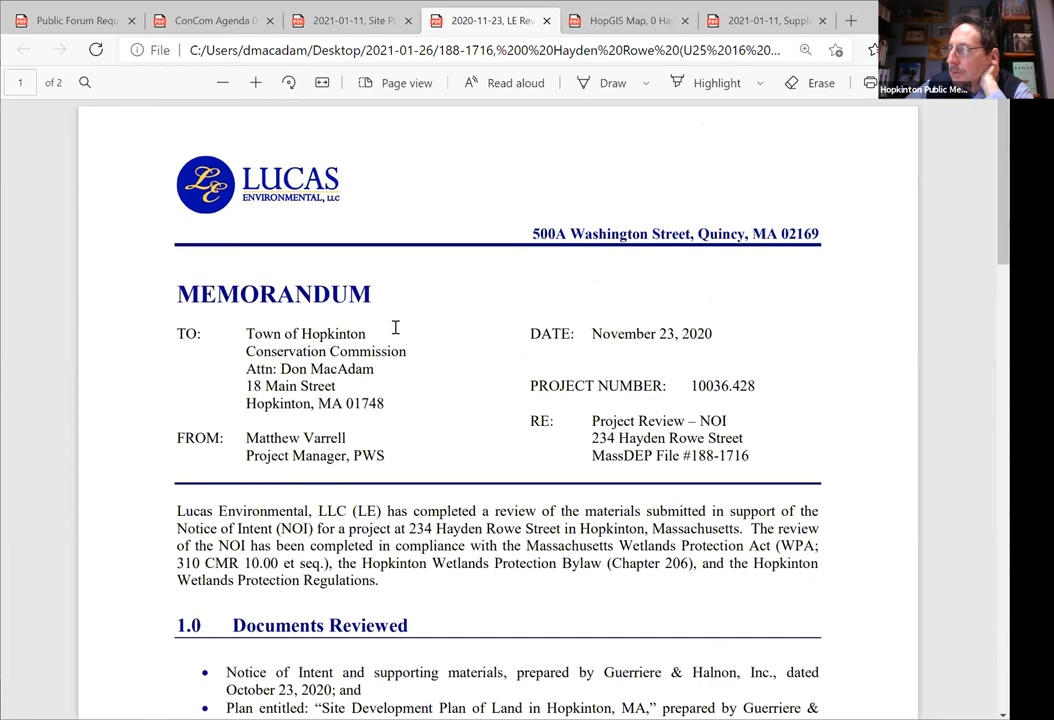 Public Forum Requ
ConCom Agenda 0
2021-01-11, Site Pl
2020-11-23, LE Rev
HopGIS Map, 0 Hay
2021-01-11, Supple
File
C:/Users/dmacadam/Desktop/2021-01-26/188-1716,%200%20Hayden%20Rowe%20(U25%2016%20...
1 of 2
Page view
Read aloud
Draw
Highlight
Erase
Hopkinton Public Me...
RANGE
LE
LUCAS
ENVIRONMENTAL, LLC
500A Washington Street, Quincy, MA 02169
MEMORANDUM
TO: Town of Hopkinton
Conservation Commission
Attn: Don MacAdam
18 Main Street
Hopkinton, MA 01748
DATE: November 23, 2020
PROJECT NUMBER: 10036.428
FROM: Matthew Varrell
Project Manager, PWS
RE: Project Review – NOI
234 Hayden Rowe Street
MassDEP File #188-1716
Lucas Environmental, LLC (LE) has completed a review of the materials submitted in support of the
Notice of Intent (NOI) for a project at 234 Hayden Rowe Street in Hopkinton, Massachusetts. The review
of the NOI has been completed in compliance with the Massachusetts Wetlands Protection Act (WPA;
310 CMR 10.00 et seq.), the Hopkinton Wetlands Protection Bylaw (Chapter 206), and the Hopkinton
Wetlands Protection Regulations.
1.0 Documents Reviewed
• Notice of Intent and supporting materials, prepared by Guerriere & Halnon, Inc., dated
October 23, 2020; and
• Plan entitled: “Site Development Plan of Land in Hopkinton, MA,” prepared by Guerriere &